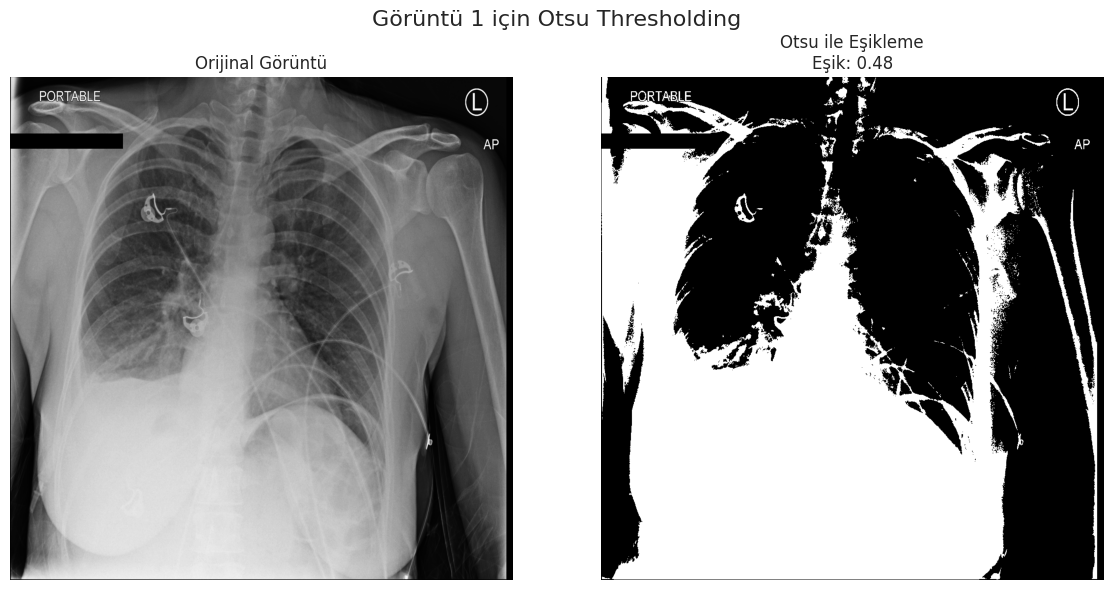 Görüntü 1 için Otsu Thresholding
Orijinal Görüntü
Otsu ile Eşikleme
Eşik: 0.48
PORTABLE
L
AP
PORTABLE
L
AP